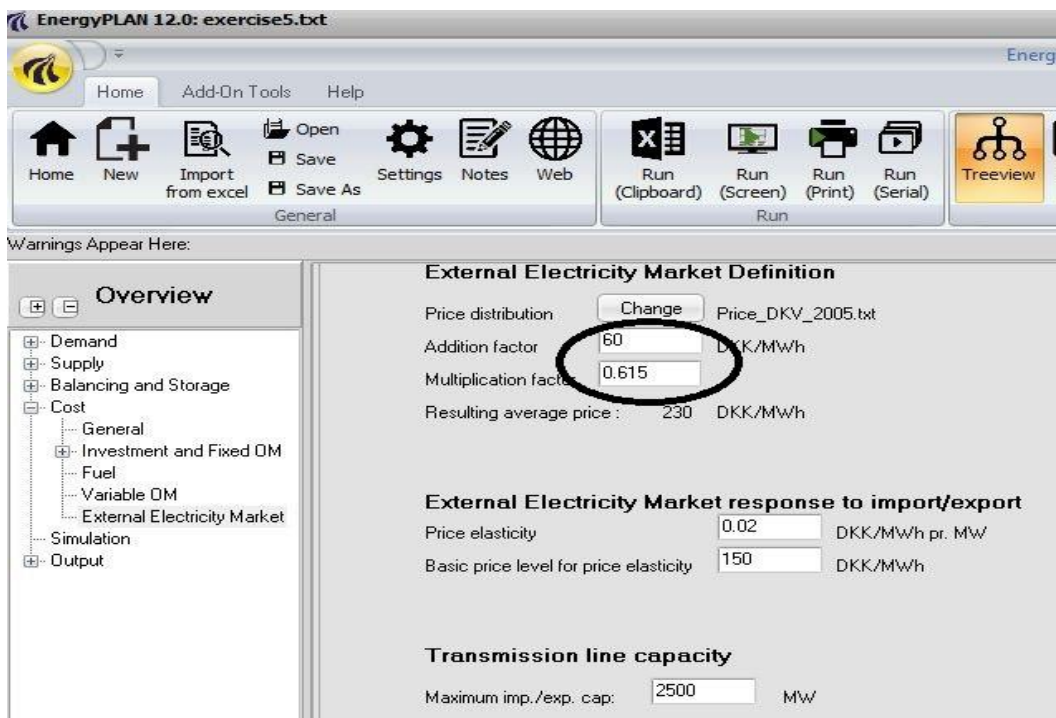 EnergyPLAN 12.0: exercise5.txt
Energ
Home Add-On Tools Help
Home New Import from excel Open Save Save As Settings Notes Web Run (Clipboard) Run (Screen) Run (Print) Run (Serial) Treeview
General Run
Warnings Appear Here:
Overview
Demand
Supply
Balancing and Storage
Cost
General
Investment and Fixed OM
Fuel
Variable OM
External Electricity Market
Simulation
Output
External Electricity Market Definition
Price distribution Change Price_DKV_2005.txt
Addition factor 60 DKK/MWh
Multiplication factor 0.615
Resulting average price : 230 DKK/MWh
External Electricity Market response to import/export
Price elasticity 0.02 DKK/MWh pr. MW
Basic price level for price elasticity 150 DKK/MWh
Transmission line capacity
Maximum imp./exp. cap: 2500 MW